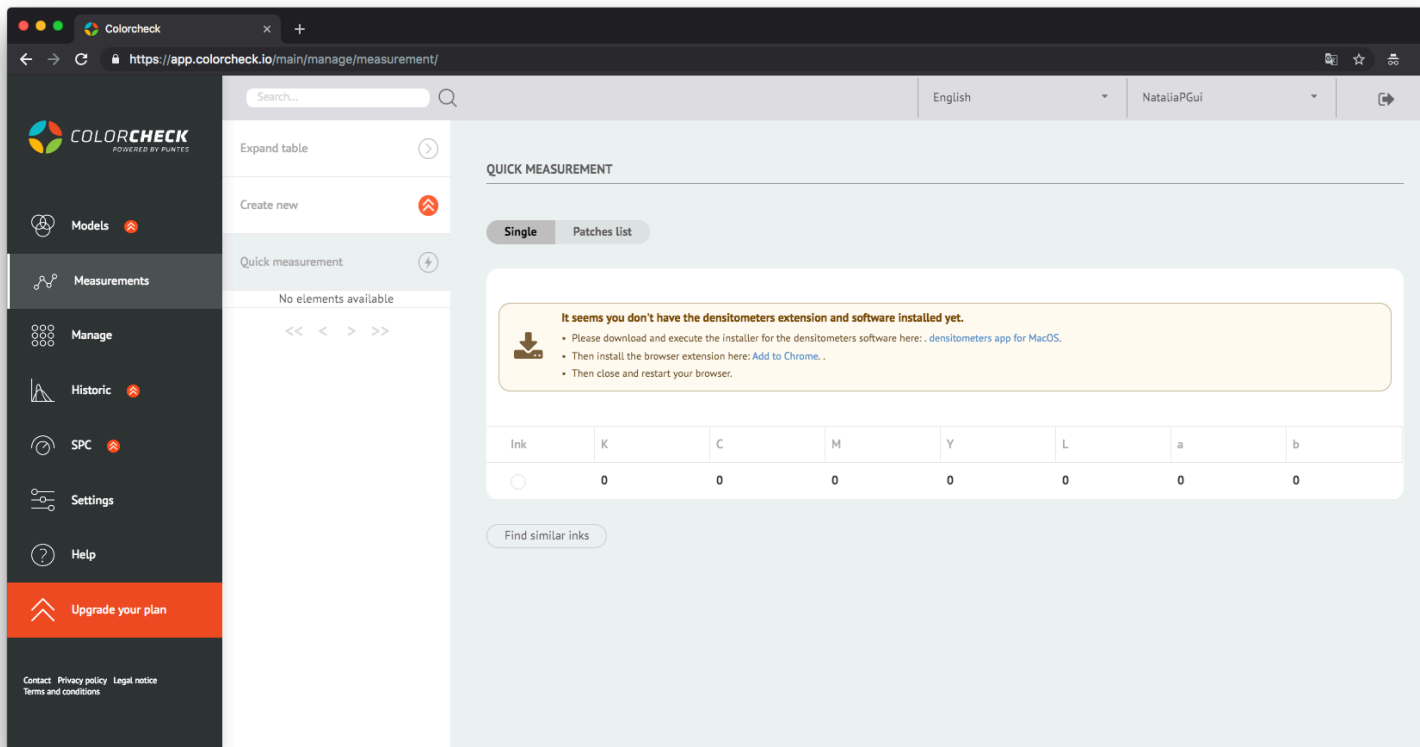 Colorcheck
https://app.colorcheck.io/main/manage/measurement/
COLORCHECK
POWERED BY PUNTES
Models
Measurements
Manage
Historic
SPC
Settings
Help
Upgrade your plan
Contact Privacy policy Legal notice
Terms and conditions
Search...
English
NataliaPGui
Expand table
Create new
Quick measurement
No elements available
<< < > >>
QUICK MEASUREMENT
Single Patches list
It seems you don't have the densitometers extension and software installed yet.
• Please download and execute the installer for the densitometers software here: . densitometers app for MacOS.
• Then install the browser extension here: Add to Chrome. .
• Then close and restart your browser.
Ink K C M Y L a b
0 0 0 0 0 0 0
Find similar inks